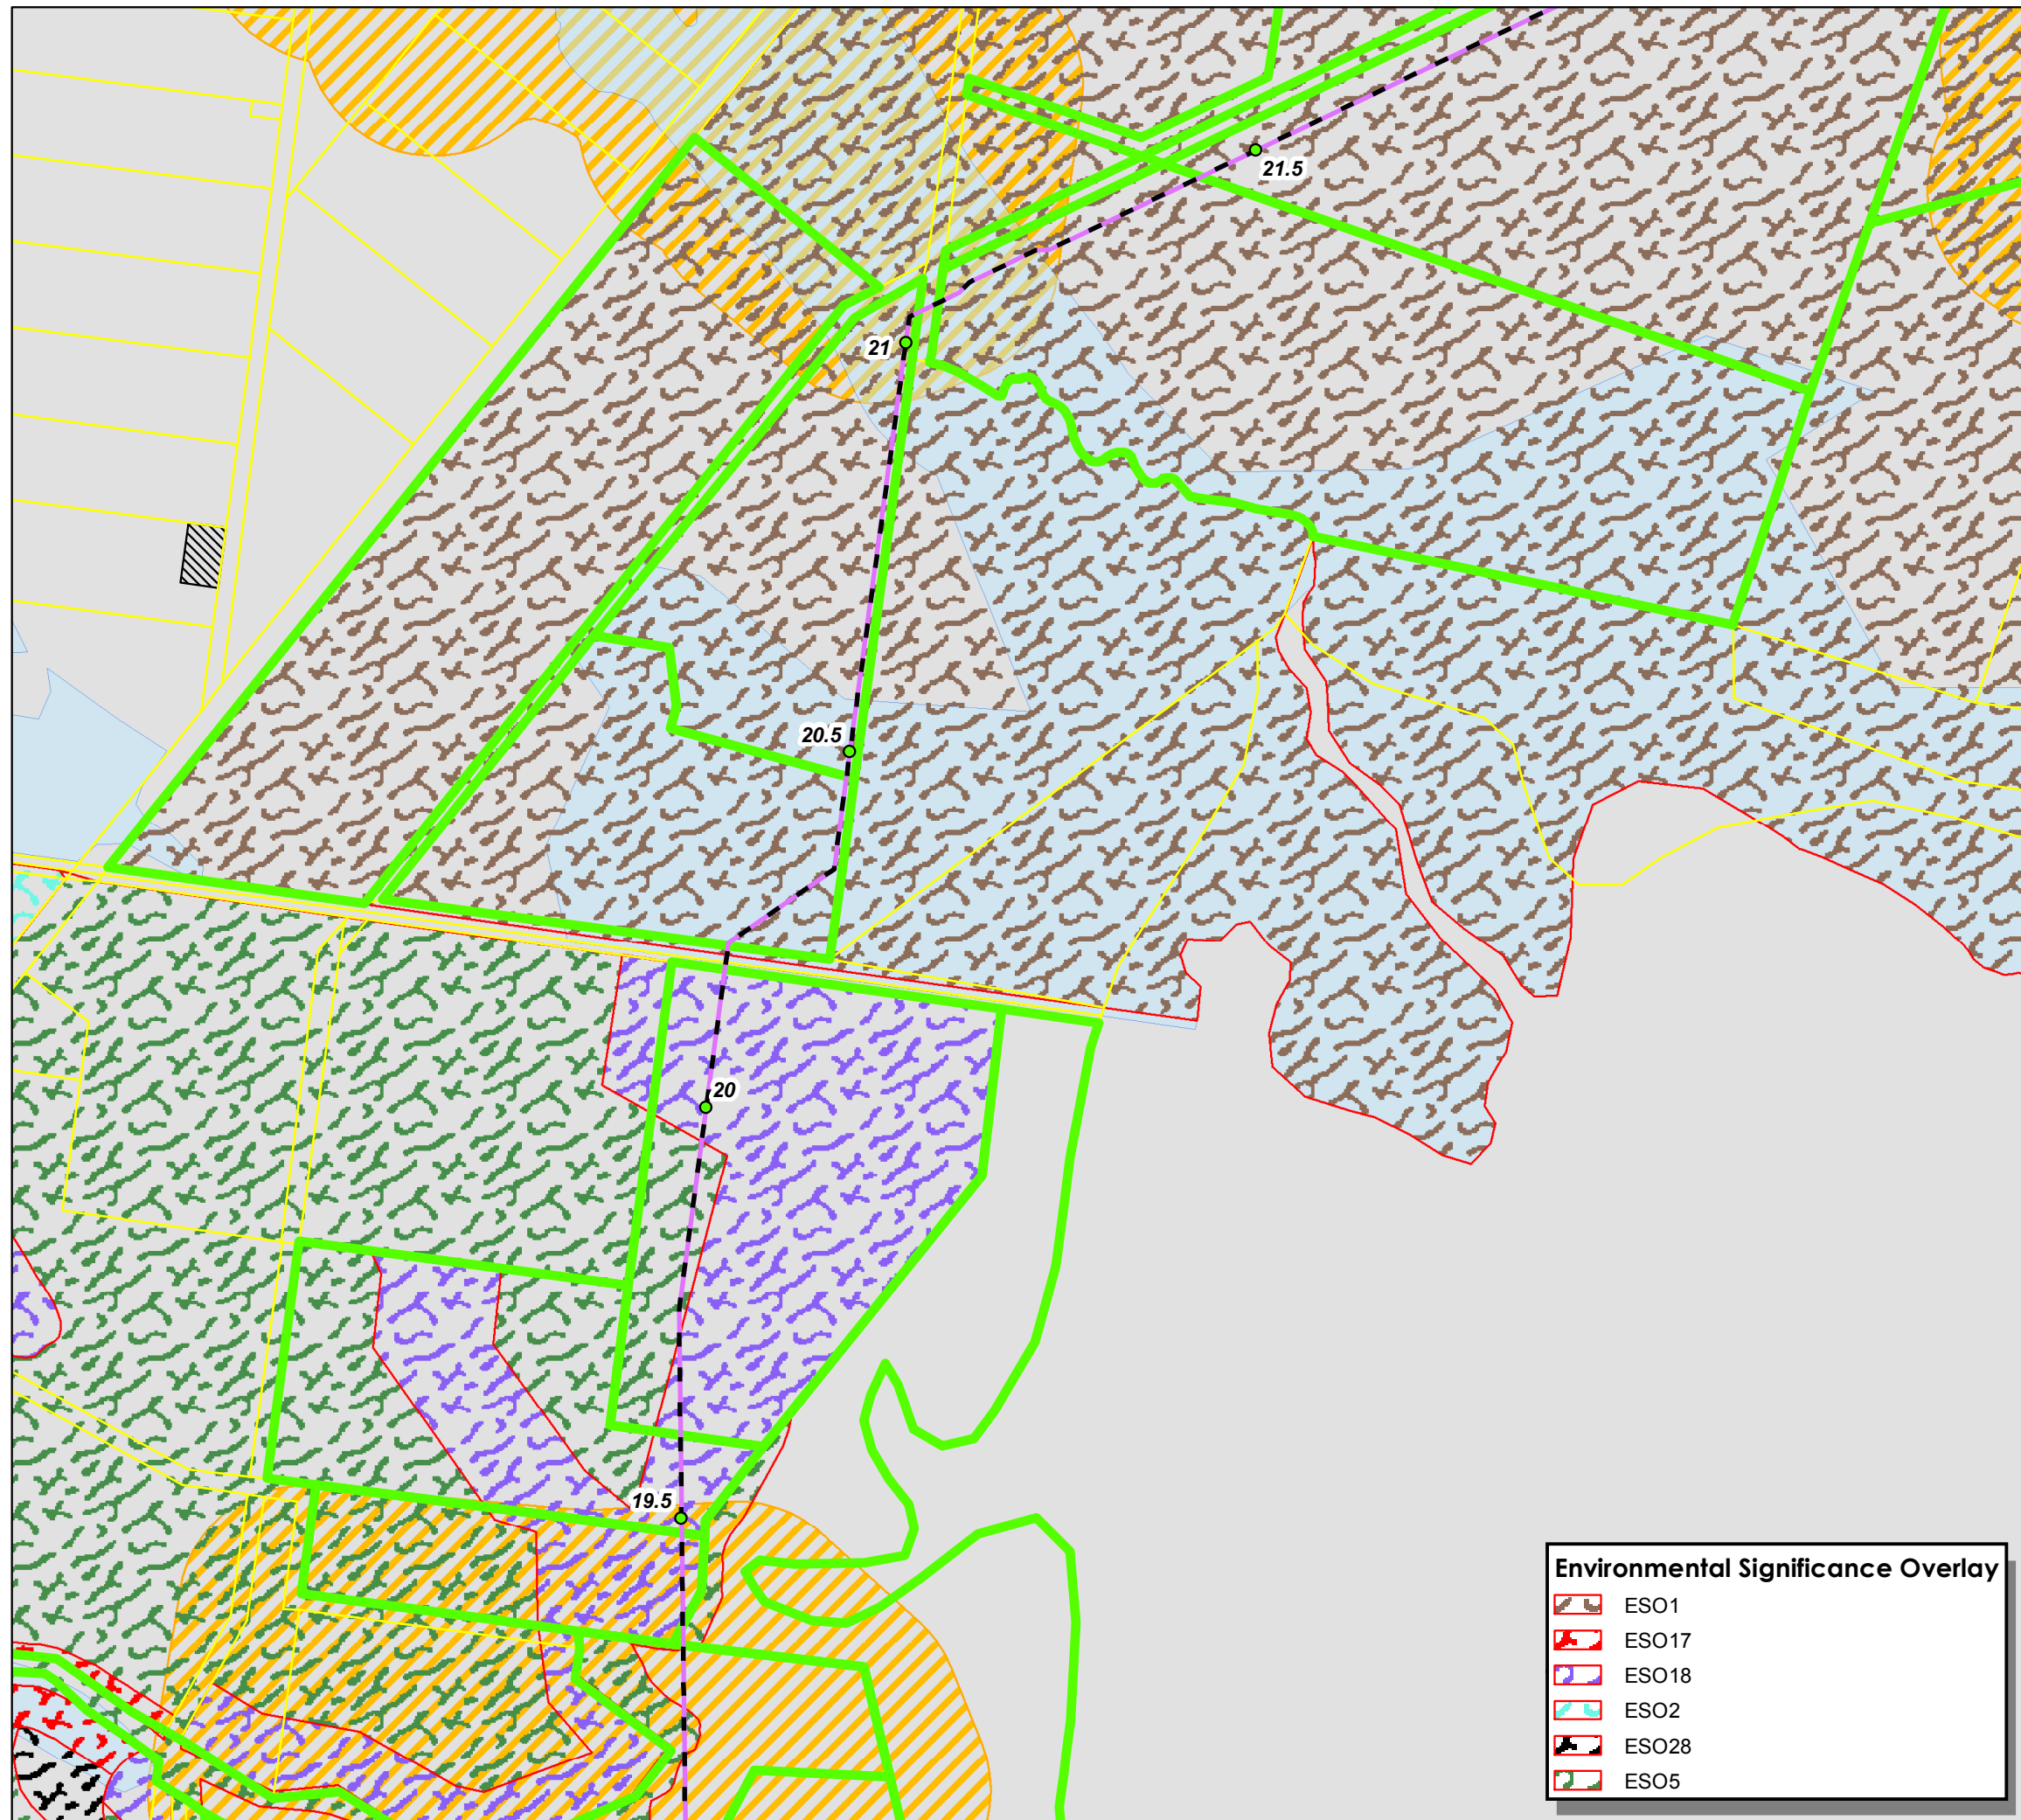 21.5
21
20.5
20
19.5
Environmental Significance Overlay
ESO1
ESO17
ESO18
ESO2
ESO28
ESO5